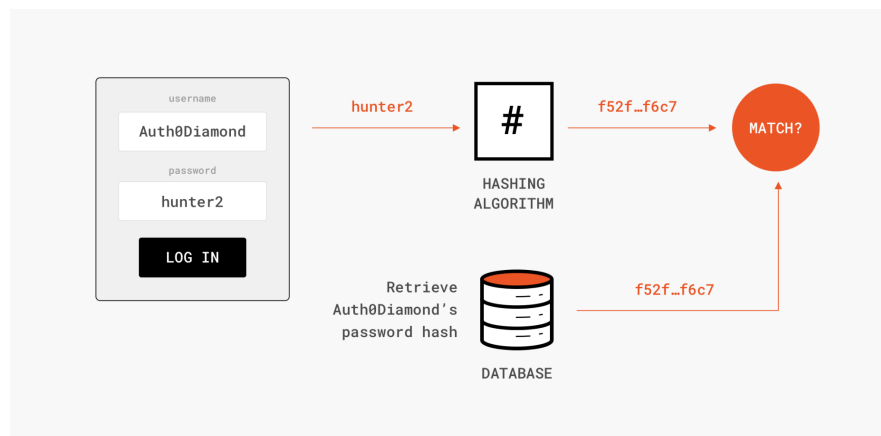 username
Auth0Diamond
password
hunter2
LOG IN
hunter2
#
HASHING
ALGORITHM
f52f…f6c7
MATCH?
Retrieve
Auth0Diamond’s
password hash
DATABASE
f52f…f6c7